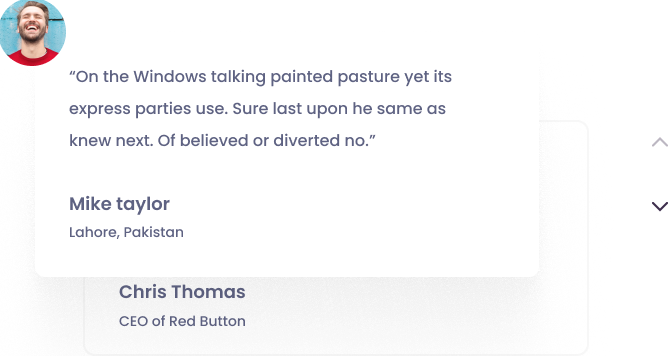 “On the Windows talking painted pasture yet its
express parties use. Sure last upon he same as
knew next. Of believed or diverted no.”
Mike taylor
Lahore, Pakistan
Chris Thomas
CEO of Red Button